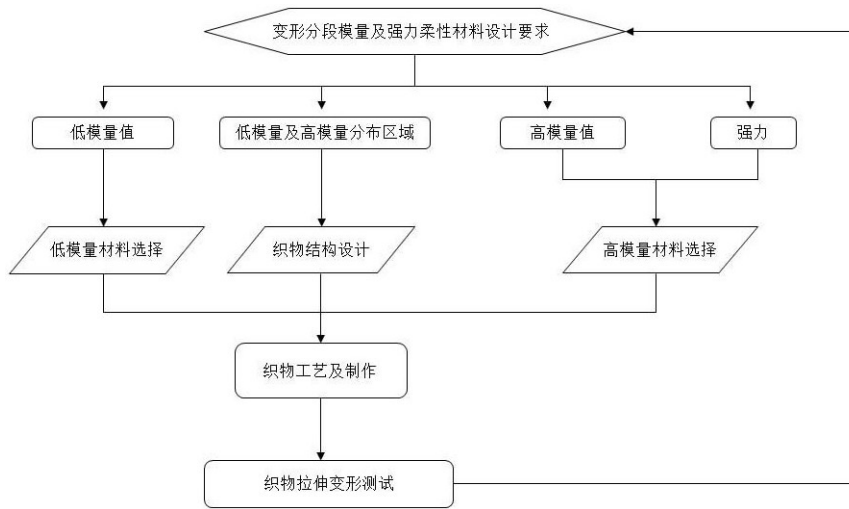 变形分段模量及强力柔性材料设计要求
低模量值
低模量及高模量分布区域
高模量值
强力
低模量材料选择
织物结构设计
高模量材料选择
织物工艺及制作
织物拉伸变形测试